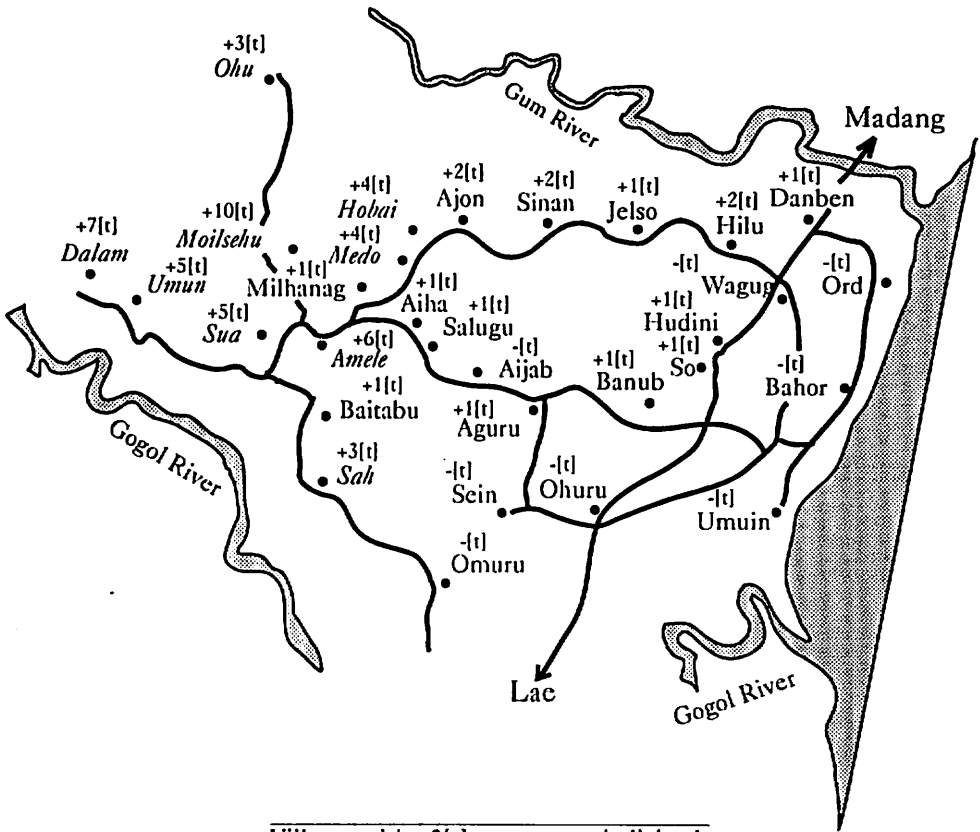 +3[t]
Ohu
Gum River
Madang
+1[t]
Danben
+2[t]
Ajon
+2[t]
Sinan
+1[t]
Jelso
+2[t]
Hilu
+4[t]
Hobai
+10[t]
Moilsehu
+4[t]
Medo
+7[t]
Dalam
+5[t]
Umun
+1[t]
Milhanag
-[t]
Wagug
-[t]
Ord
+5[t]
Sua
+6[t]
Amele
+1[t]
Aiha
+1[t]
Salugu
+1[t]
Hudini
+1[t]
So
-[t]
Aijab
+1[t]
Banub
-[t]
Bahor
+1[t]
Baitabu
+1[t]
Aguru
Gogol River
+3[t]
Sah
-[t]
Sein
-[t]
Ohuru
-[t]
Umuin
-[t]
Omuru
Lae
Gogol River